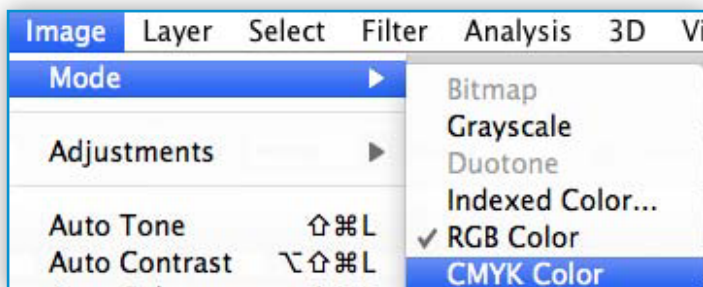 Image Layer Select Filter Analysis 3D
Mode ▶
Bitmap
Grayscale
Adjustments ▶
Duotone
Indexed Color...
Auto Tone ⇧⌘L
✓ RGB Color
Auto Contrast ⌥⇧⌘L
CMYK Color